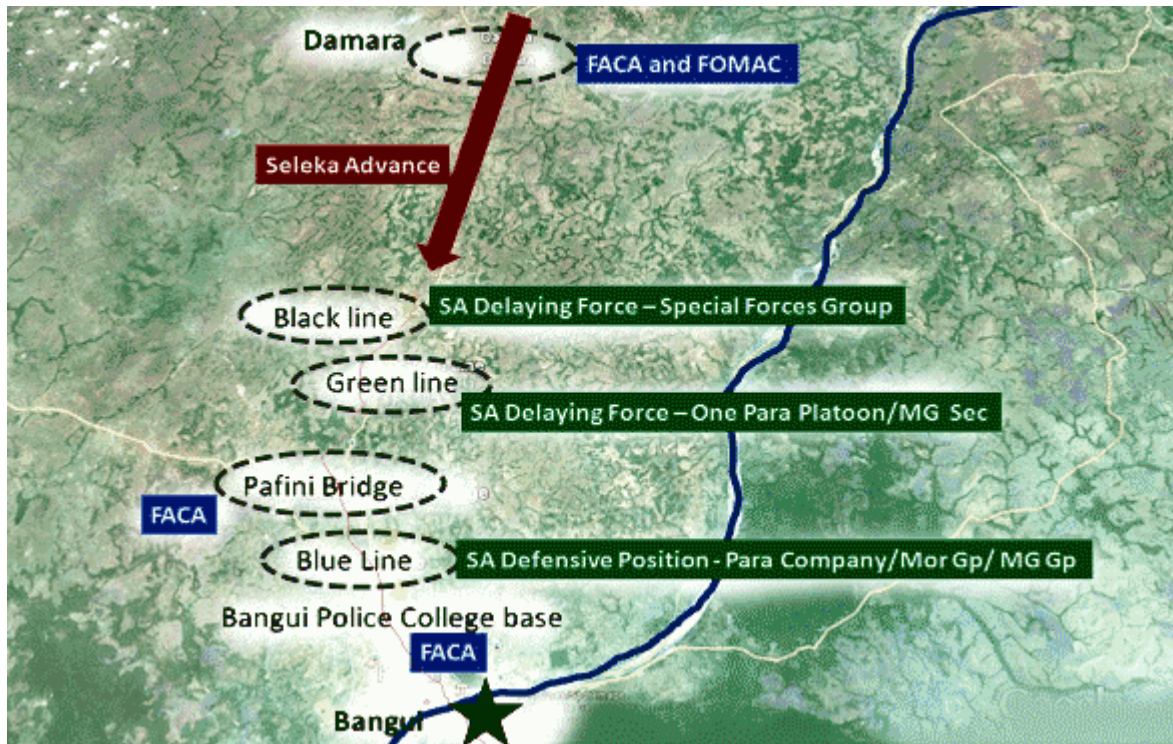 Damara
FACA and FOMAC
Seleka Advance
SA Delaying Force – Special Forces Group
Black line
Green line
SA Delaying Force – One Para Platoon/MG Sec
Pafini Bridge
FACA
Blue Line
SA Defensive Position - Para Company/Mor Gp/ MG Gp
Bangui Police College base
FACA
Bangui